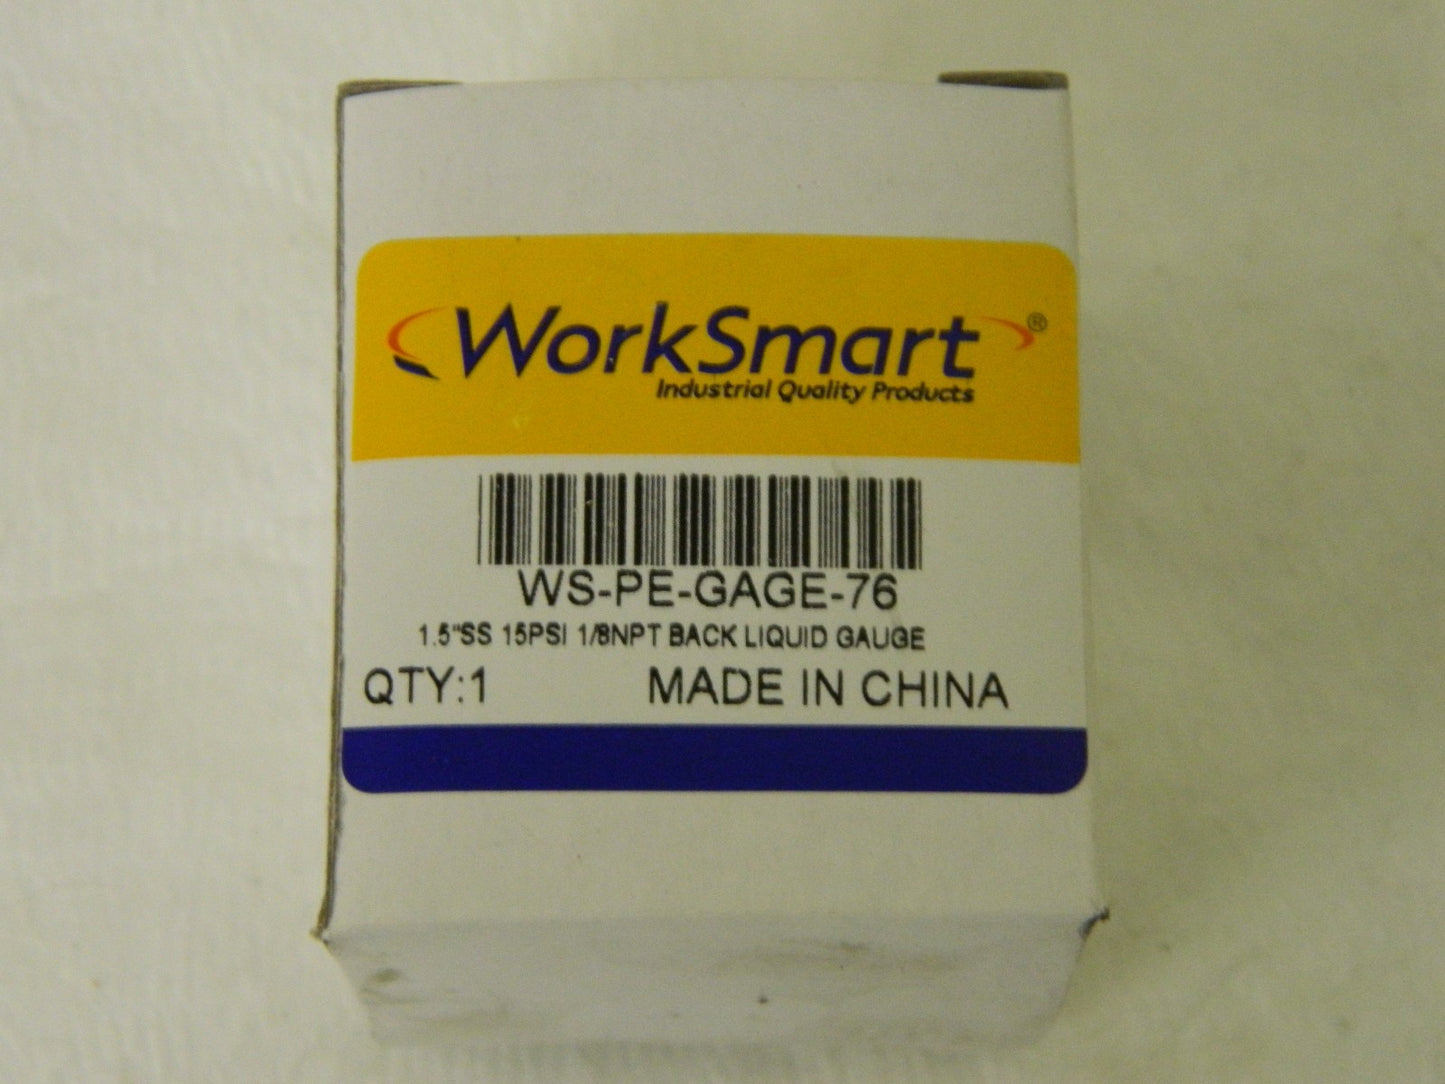 WorkSmart®
Industrial Quality Products
WS-PE-GAGE-76
1.5"SS 15PSI 1/8NPT BACK LIQUID GAUGE
QTY:1 MADE IN CHINA